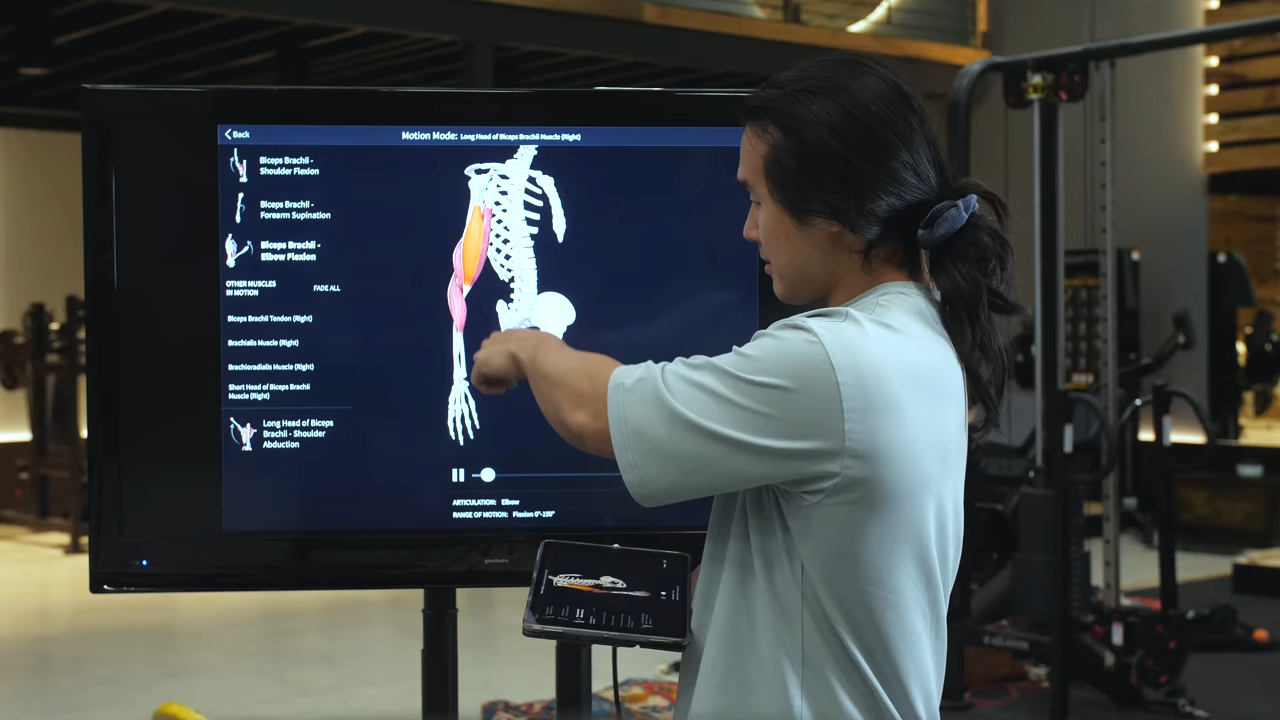 Back
Motion Mode: Long Head of Biceps Brachii Muscle (Right)
Biceps Brachii -
Shoulder Flexion
Biceps Brachii -
Forearm Supination
Biceps Brachii -
Elbow Flexion
OTHER MUSCLES
IN MOTION
FADE ALL
Biceps Brachii Tendon (Right)
Brachialis Muscle (Right)
Brachioradialis Muscle (Right)
Short Head of Biceps Brachii
Muscle (Right)
Long Head of Biceps
Brachii - Shoulder
Abduction
ARTICULATION: Elbow
RANGE OF MOTION: Flexion 0°-150°